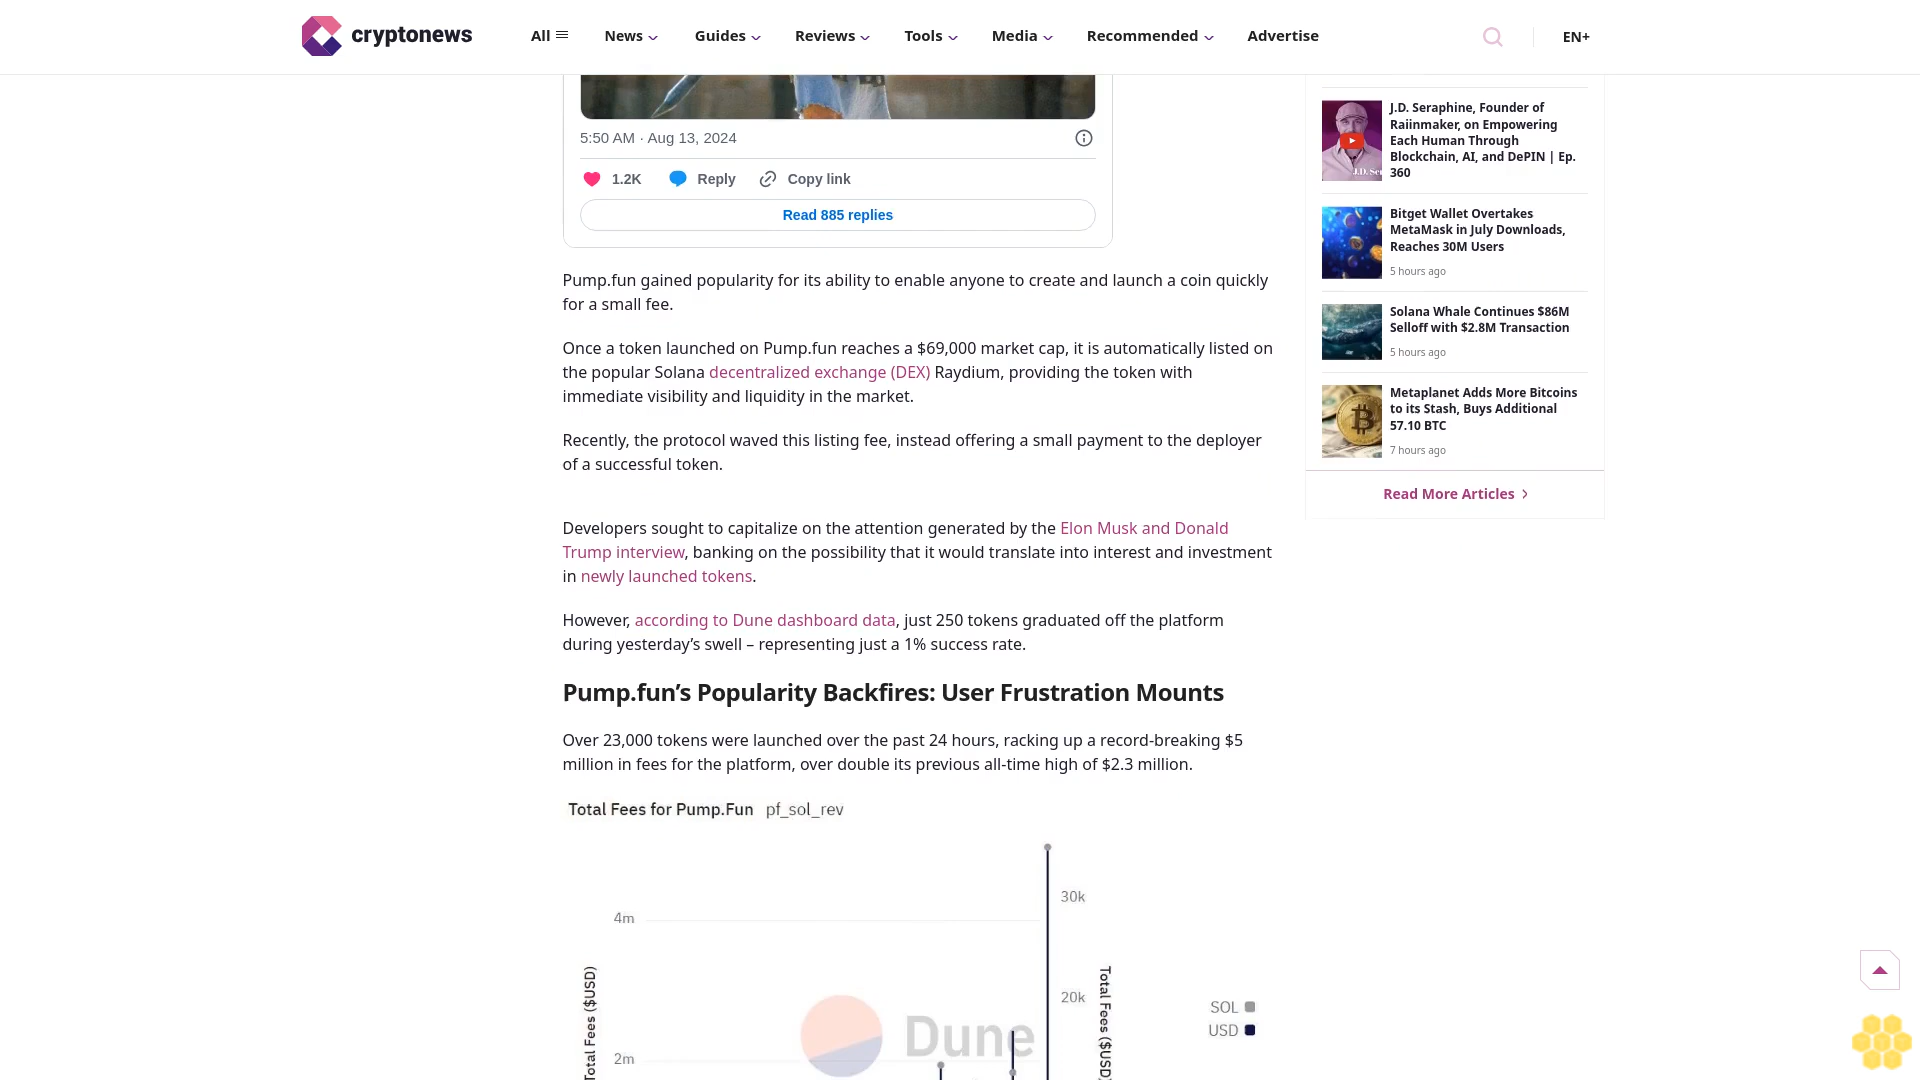 cryptonews
All
News
Guides
Reviews
Tools
Media
Recommended
Advertise
EN+
5:50 AM · Aug 13, 2024
1.2K
Reply
Copy link
Read 885 replies
Pump.fun gained popularity for its ability to enable anyone to create and launch a coin quickly
for a small fee.
Once a token launched on Pump.fun reaches a $69,000 market cap, it is automatically listed on
the popular Solana decentralized exchange (DEX) Raydium, providing the token with
immediate visibility and liquidity in the market.
Recently, the protocol waved this listing fee, instead offering a small payment to the deployer
of a successful token.
Developers sought to capitalize on the attention generated by the Elon Musk and Donald
Trump interview, banking on the possibility that it would translate into interest and investment
in newly launched tokens.
However, according to Dune dashboard data, just 250 tokens graduated off the platform
during yesterday’s swell – representing just a 1% success rate.
Pump.fun’s Popularity Backfires: User Frustration Mounts
Over 23,000 tokens were launched over the past 24 hours, racking up a record-breaking $5
million in fees for the platform, over double its previous all-time high of $2.3 million.
Total Fees for Pump.Fun pf_sol_rev
4m
2m
30k
20k
Total Fees ($USD)
Total Fees ($USD)
Dune
SOL
USD
J.D. Seraphine, Founder of
Raiinmaker, on Empowering
Each Human Through
Blockchain, AI, and DePIN | Ep.
360
Bitget Wallet Overtakes
MetaMask in July Downloads,
Reaches 30M Users
5 hours ago
Solana Whale Continues $86M
Selloff with $2.8M Transaction
5 hours ago
Metaplanet Adds More Bitcoins
to its Stash, Buys Additional
57.10 BTC
7 hours ago
Read More Articles